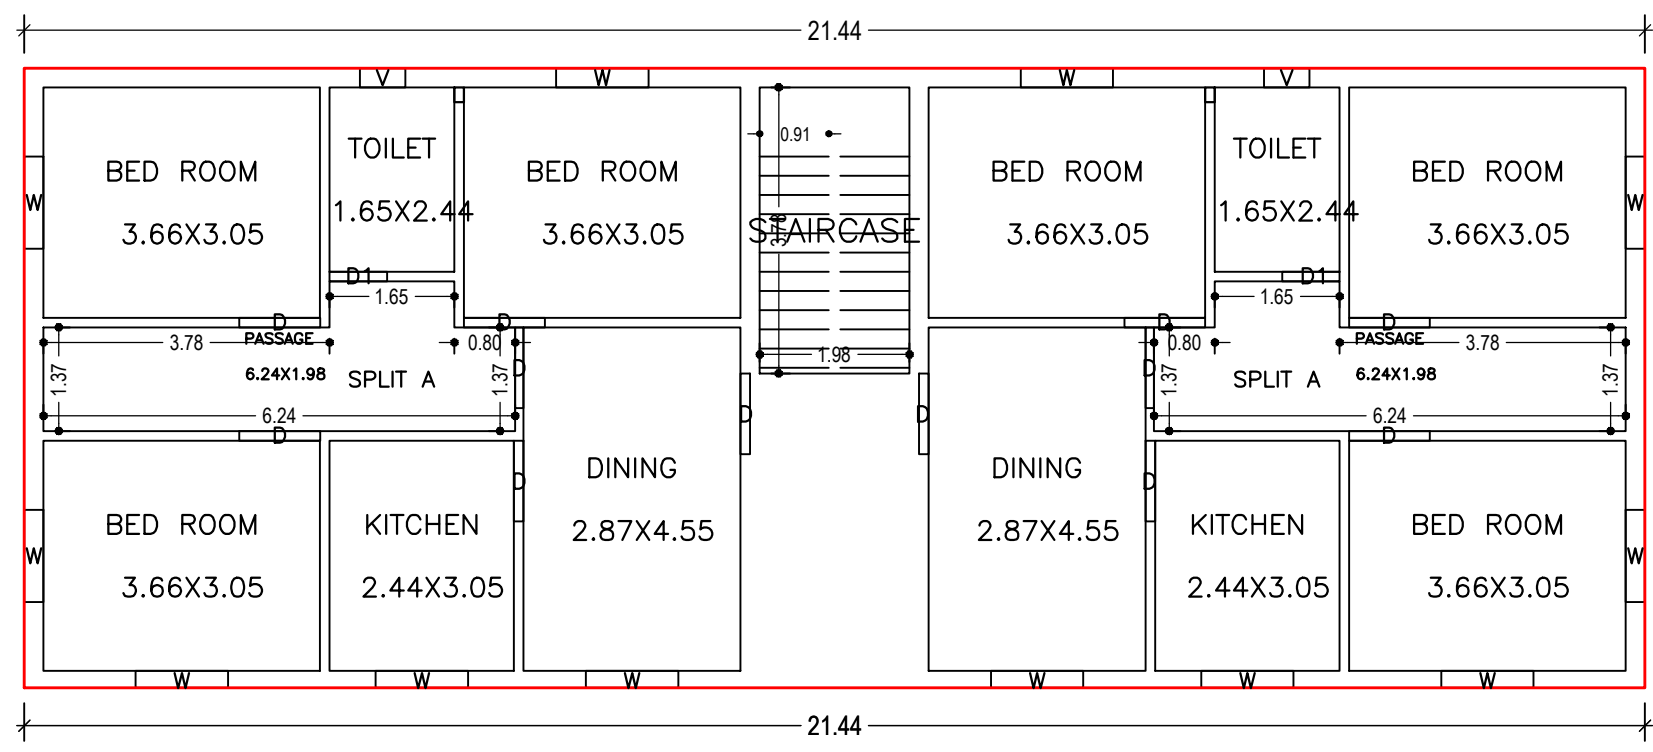 21.44
V
W
W
V
TOILET
0.91
TOILET
BED ROOM
BED ROOM
BED ROOM
BED ROOM
W
1.65X2.44
1.65X2.44
W
3.66X3.05
3.66X3.05
3.78
STAIRCASE
3.66X3.05
3.66X3.05
D1
D1
1.65
1.65
D
D
D
D
PASSAGE
PASSAGE
3.78
0.80
1.98
0.80
3.78
D
D
1.37
6.24X1.98
SPLIT A
1.37
1.37
SPLIT A
6.24X1.98
1.37
6.24
D
D
6.24
D
D
DINING
DINING
D
D
BED ROOM
KITCHEN
2.87X4.55
2.87X4.55
KITCHEN
BED ROOM
W
W
3.66X3.05
2.44X3.05
2.44X3.05
3.66X3.05
W
W
W
W
W
W
21.44